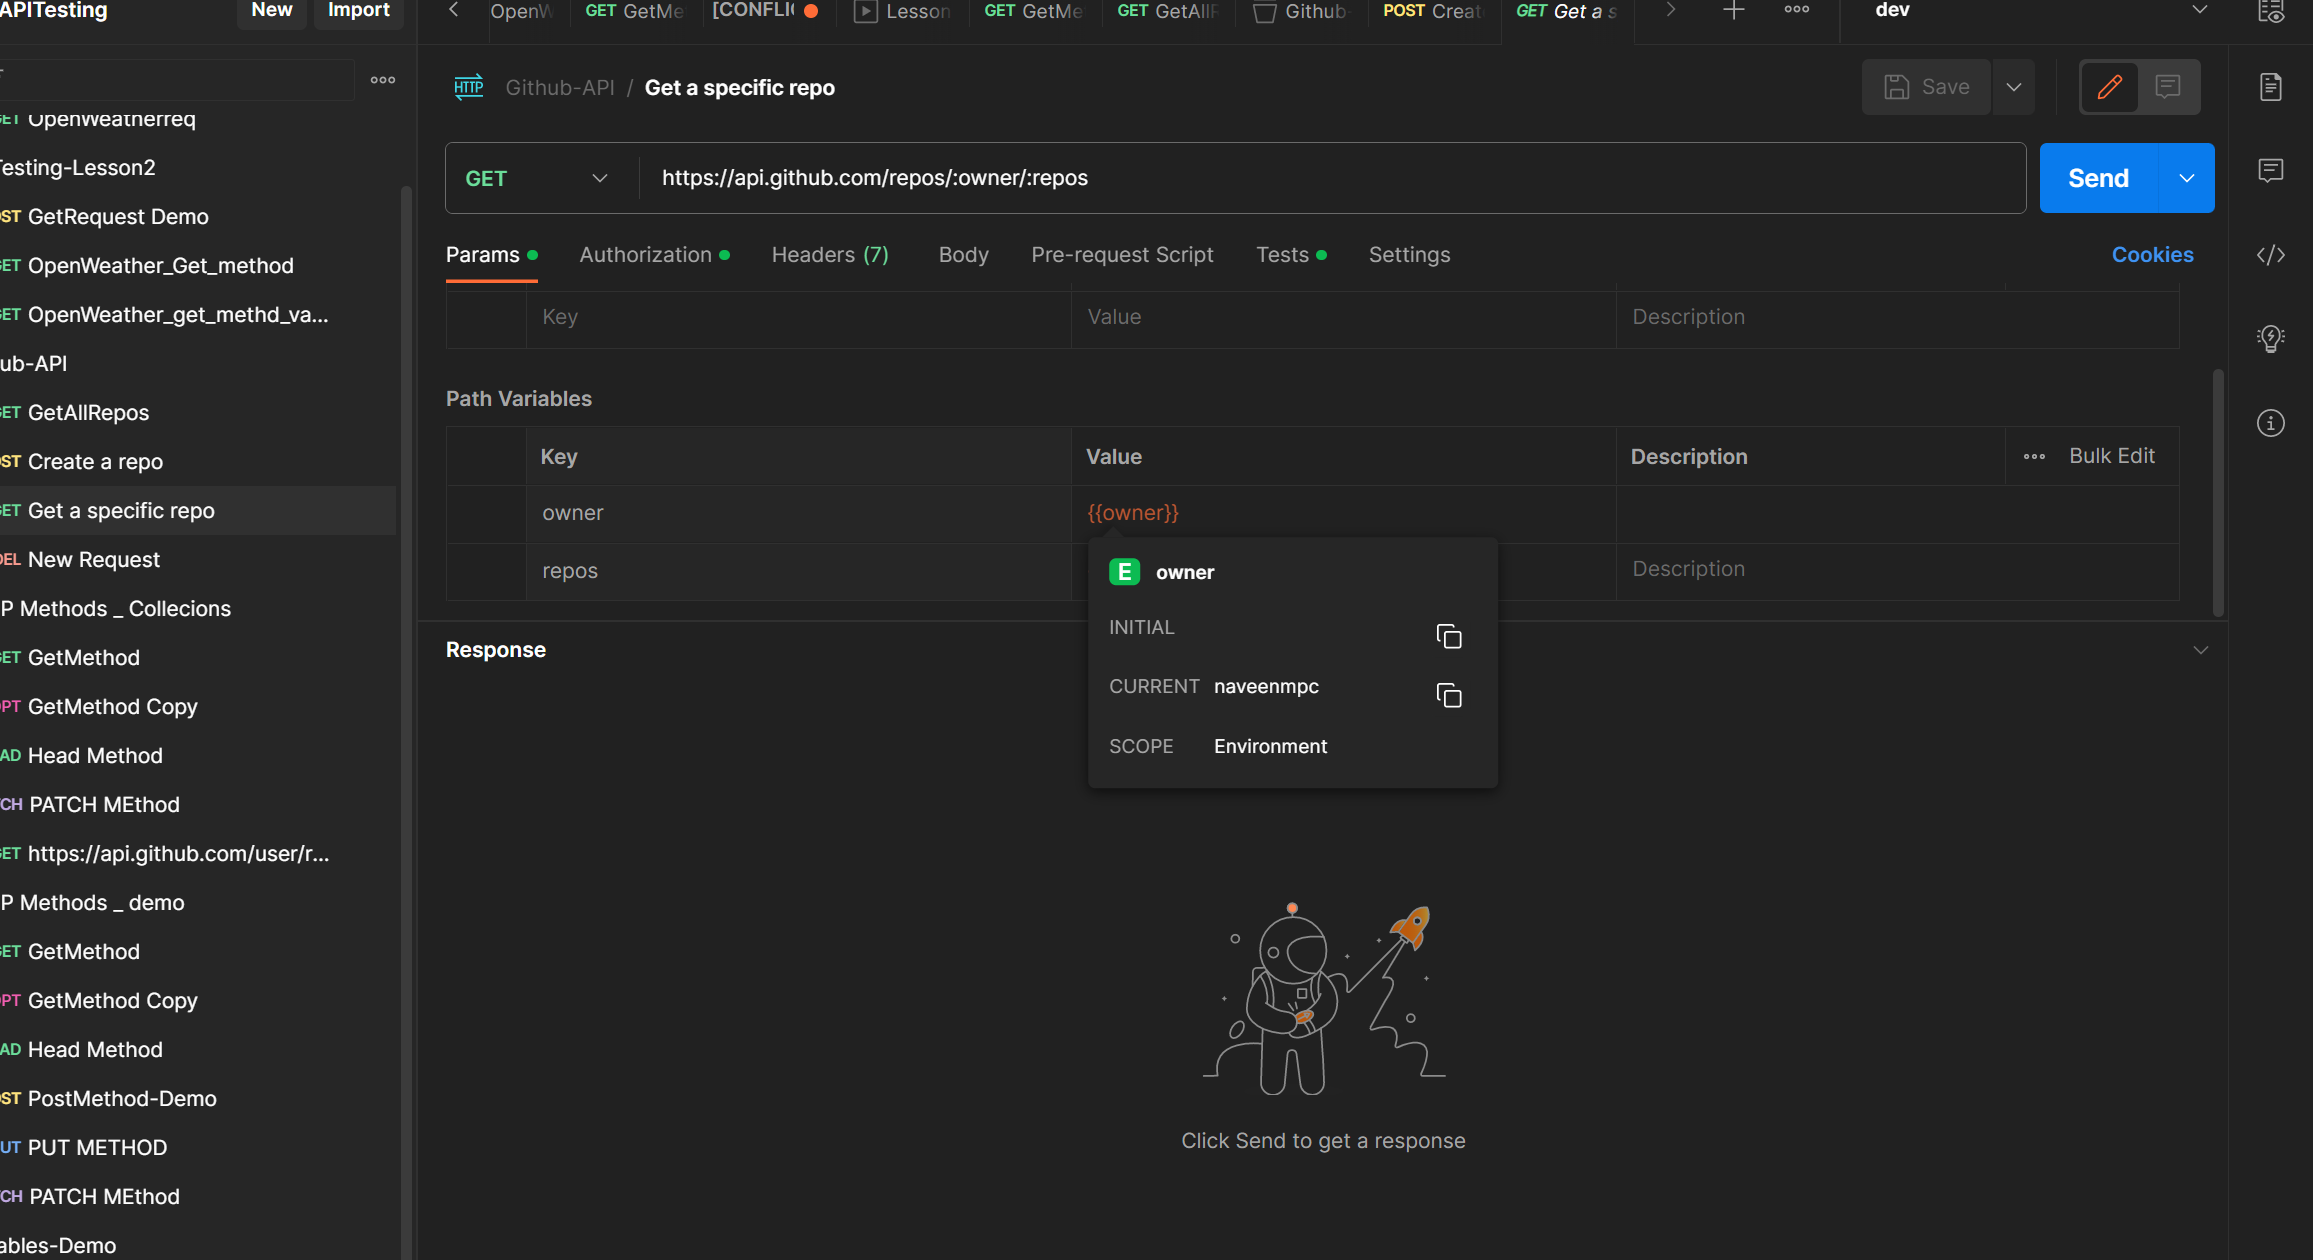 APITesting New Import
OpenW GET GetMe [CONFLI Lesson GET GetMe GET GetAllR Github- POST Creat GET Get a s dev
HTTP Github-API / Get a specific repo Save
GET https://api.github.com/repos/:owner/:repos Send
Params Authorization Headers (7) Body Pre-request Script Tests Settings Cookies
Key Value Description
Path Variables
Key Value Description Bulk Edit
owner {{owner}}
repos Description
E owner
INITIAL
CURRENT naveenmpc
SCOPE Environment
Response
Click Send to get a response
ET OpenWeatherreq
Testing-Lesson2
ST GetRequest Demo
ET OpenWeather_Get_method
ET OpenWeather_get_methd_va...
ub-API
ET GetAllRepos
ST Create a repo
ET Get a specific repo
DEL New Request
P Methods _ Collecions
ET GetMethod
PT GetMethod Copy
AD Head Method
CH PATCH MEthod
ET https://api.github.com/user/r...
P Methods _ demo
ET GetMethod
PT GetMethod Copy
AD Head Method
ST PostMethod-Demo
UT PUT METHOD
CH PATCH MEthod
ables-Demo